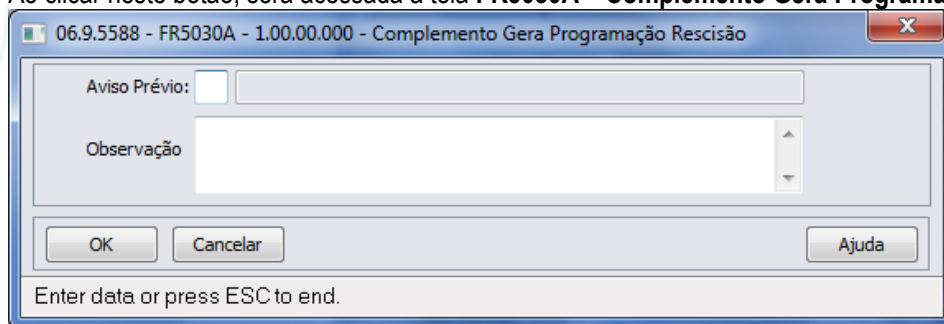 Ao clicar neste botão, será acessada a tela FR5030A – Complemento Gera Programa
06.9.5588 - FR5030A - 1.00.00.000 - Complemento Gera Programação Rescisão
Aviso Prévio:
Observação
OK Cancelar Ajuda
Enter data or press ESC to end.